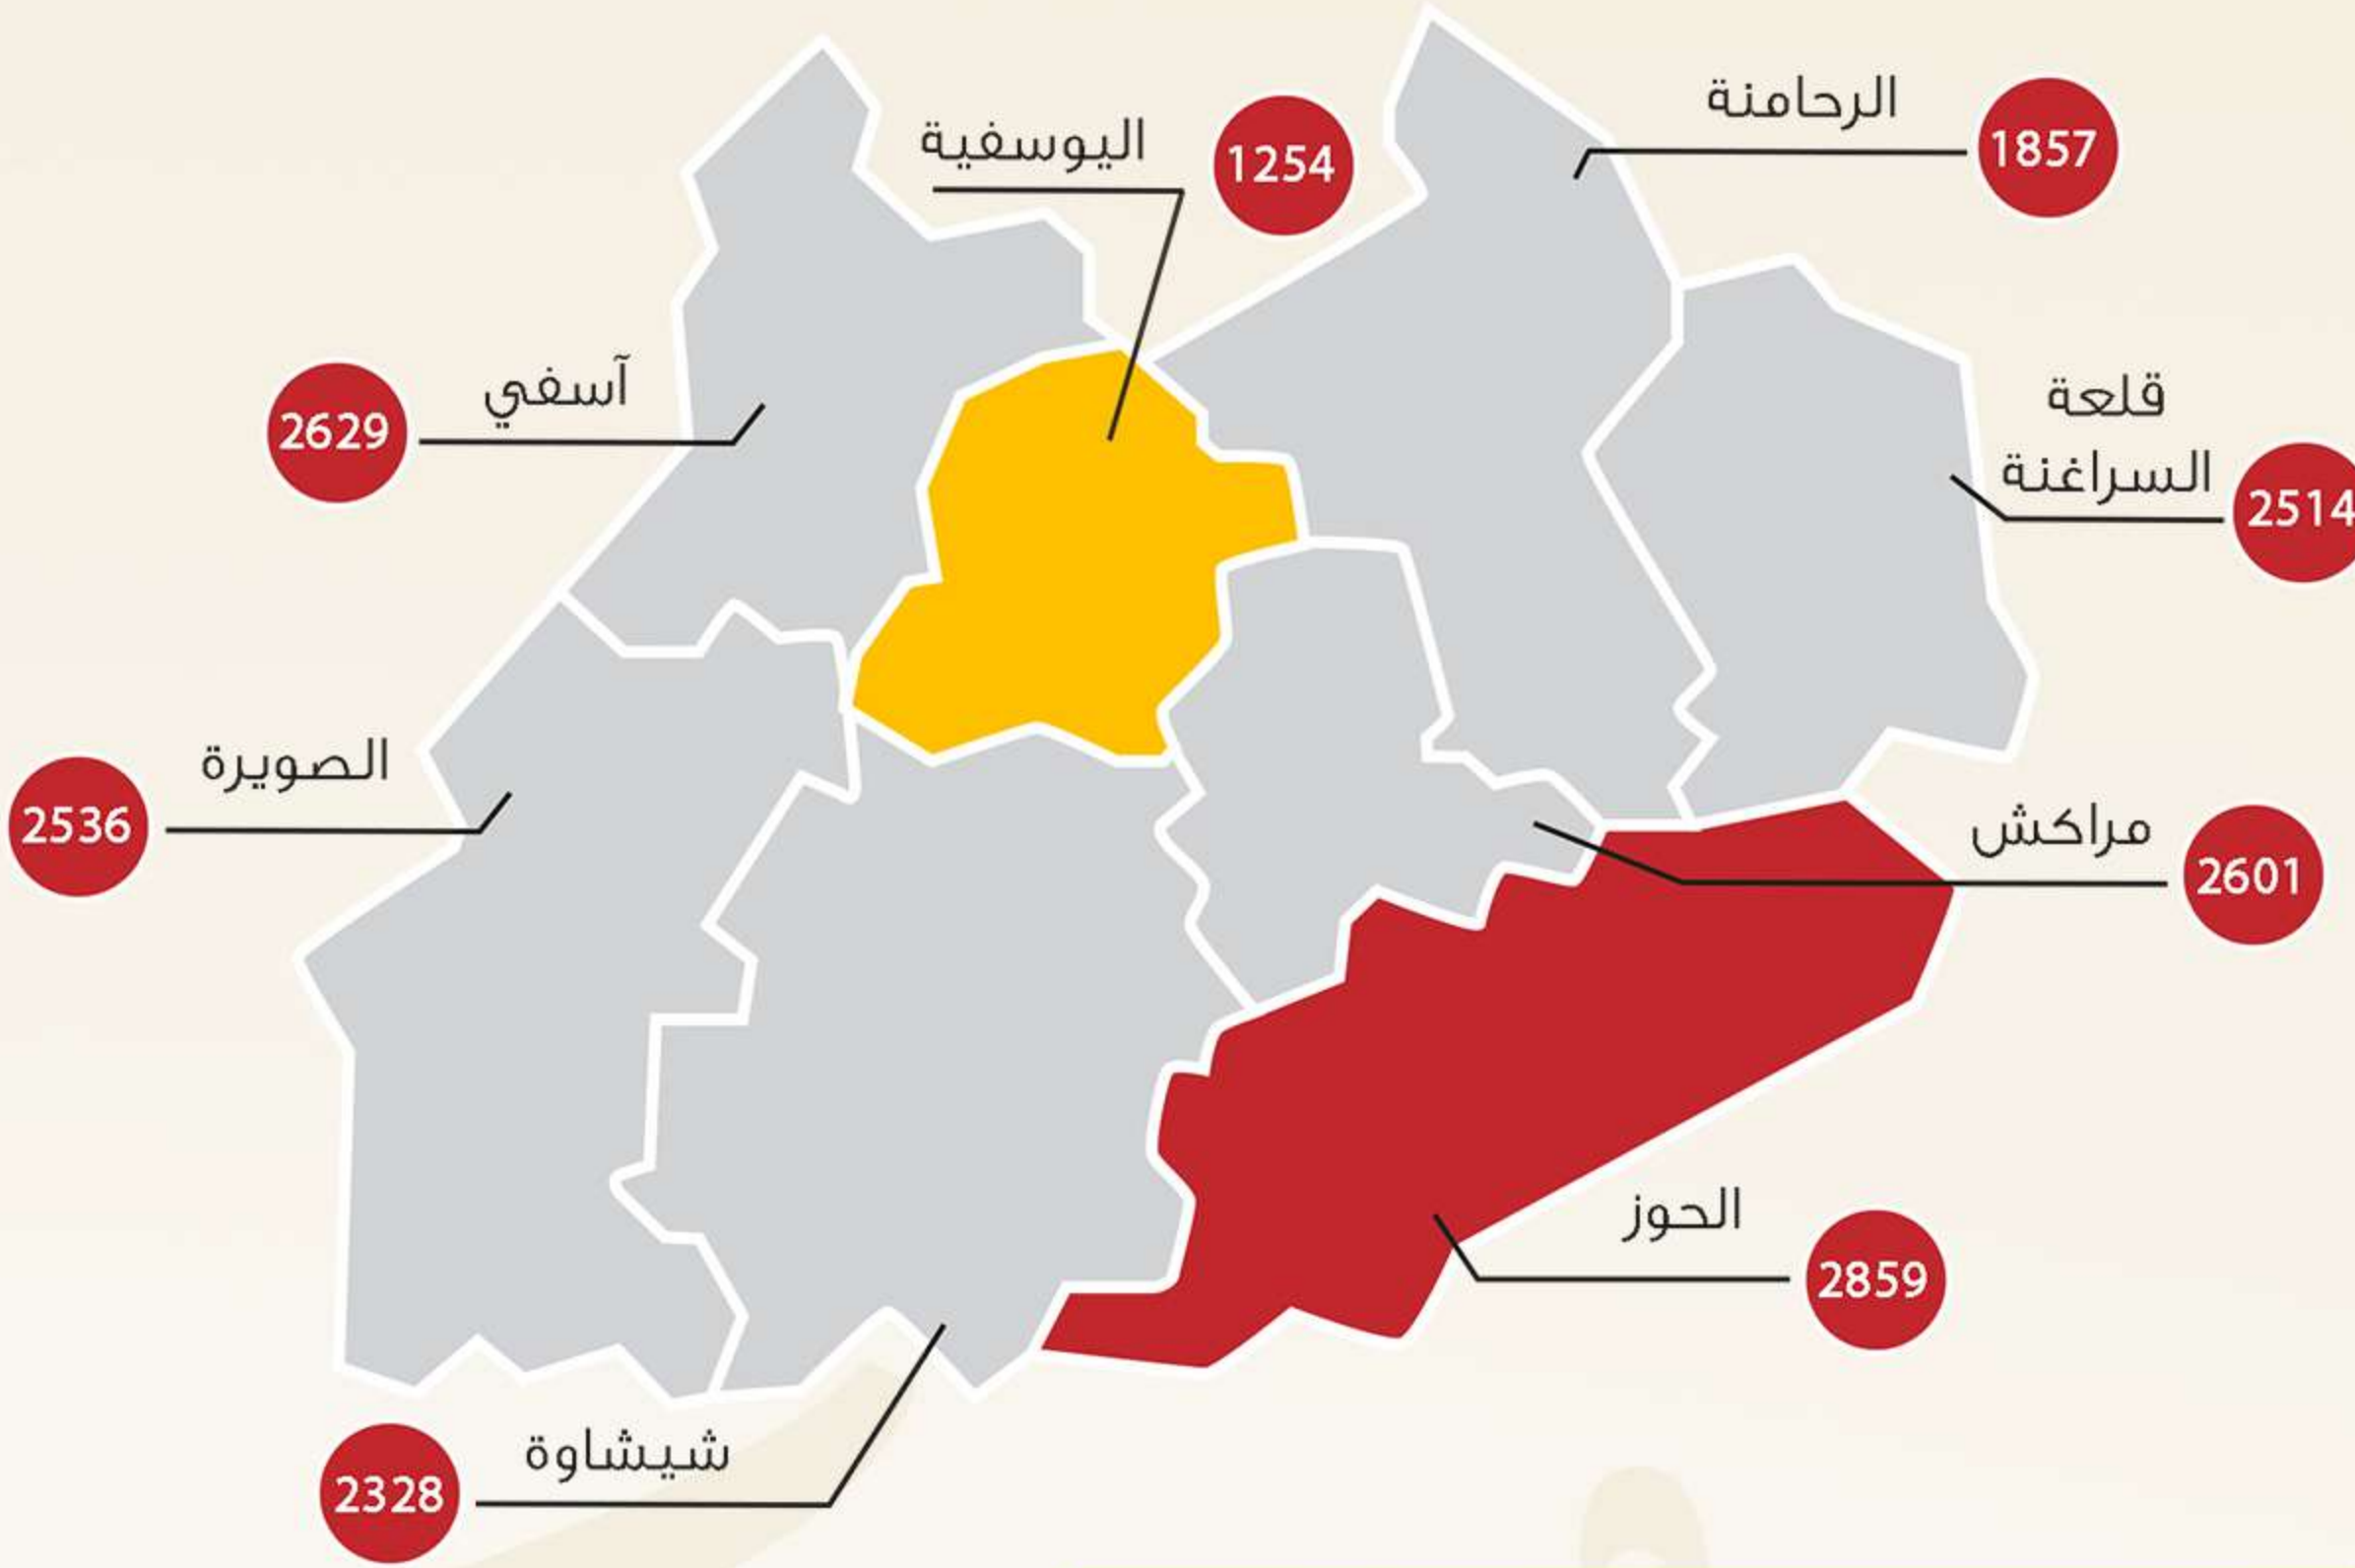 الرحامنة
1857
اليوسفية
1254
آسفي
2629
قلعة
السراغنة
2514
الصويرة
2536
مراكش
2601
الحوز
2859
شيشاوة
2328